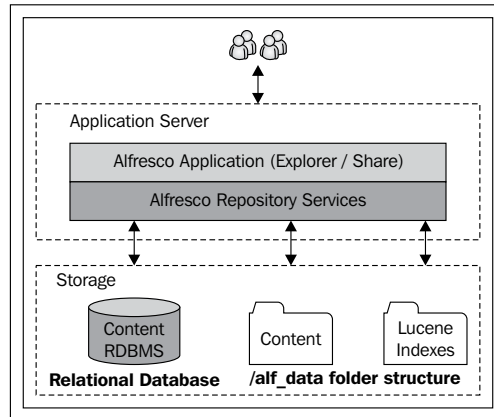 Application Server
Alfresco Application (Explorer / Share)
Alfresco Repository Services
Storage
Content
RDBMS
Content
Lucene
Indexes
Relational Database
/alf_data folder structure